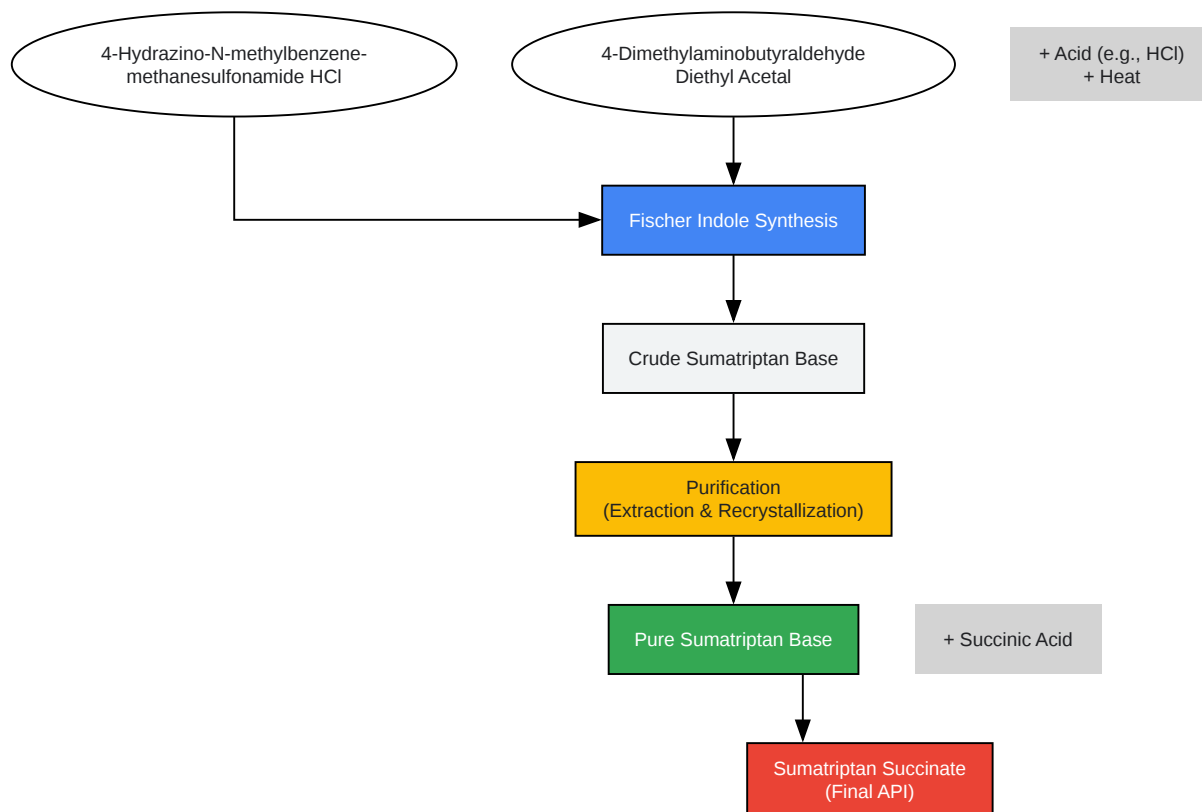 4-Hydrazino-N-methylbenzene-
methanesulfonamide HCl
4-Dimethylaminobutyraldehyde
Diethyl Acetal
+ Acid (e.g., HCl)
+ Heat
Fischer Indole Synthesis
Crude Sumatriptan Base
Purification
(Extraction & Recrystallization)
Pure Sumatriptan Base
+ Succinic Acid
Sumatriptan Succinate
(Final API)